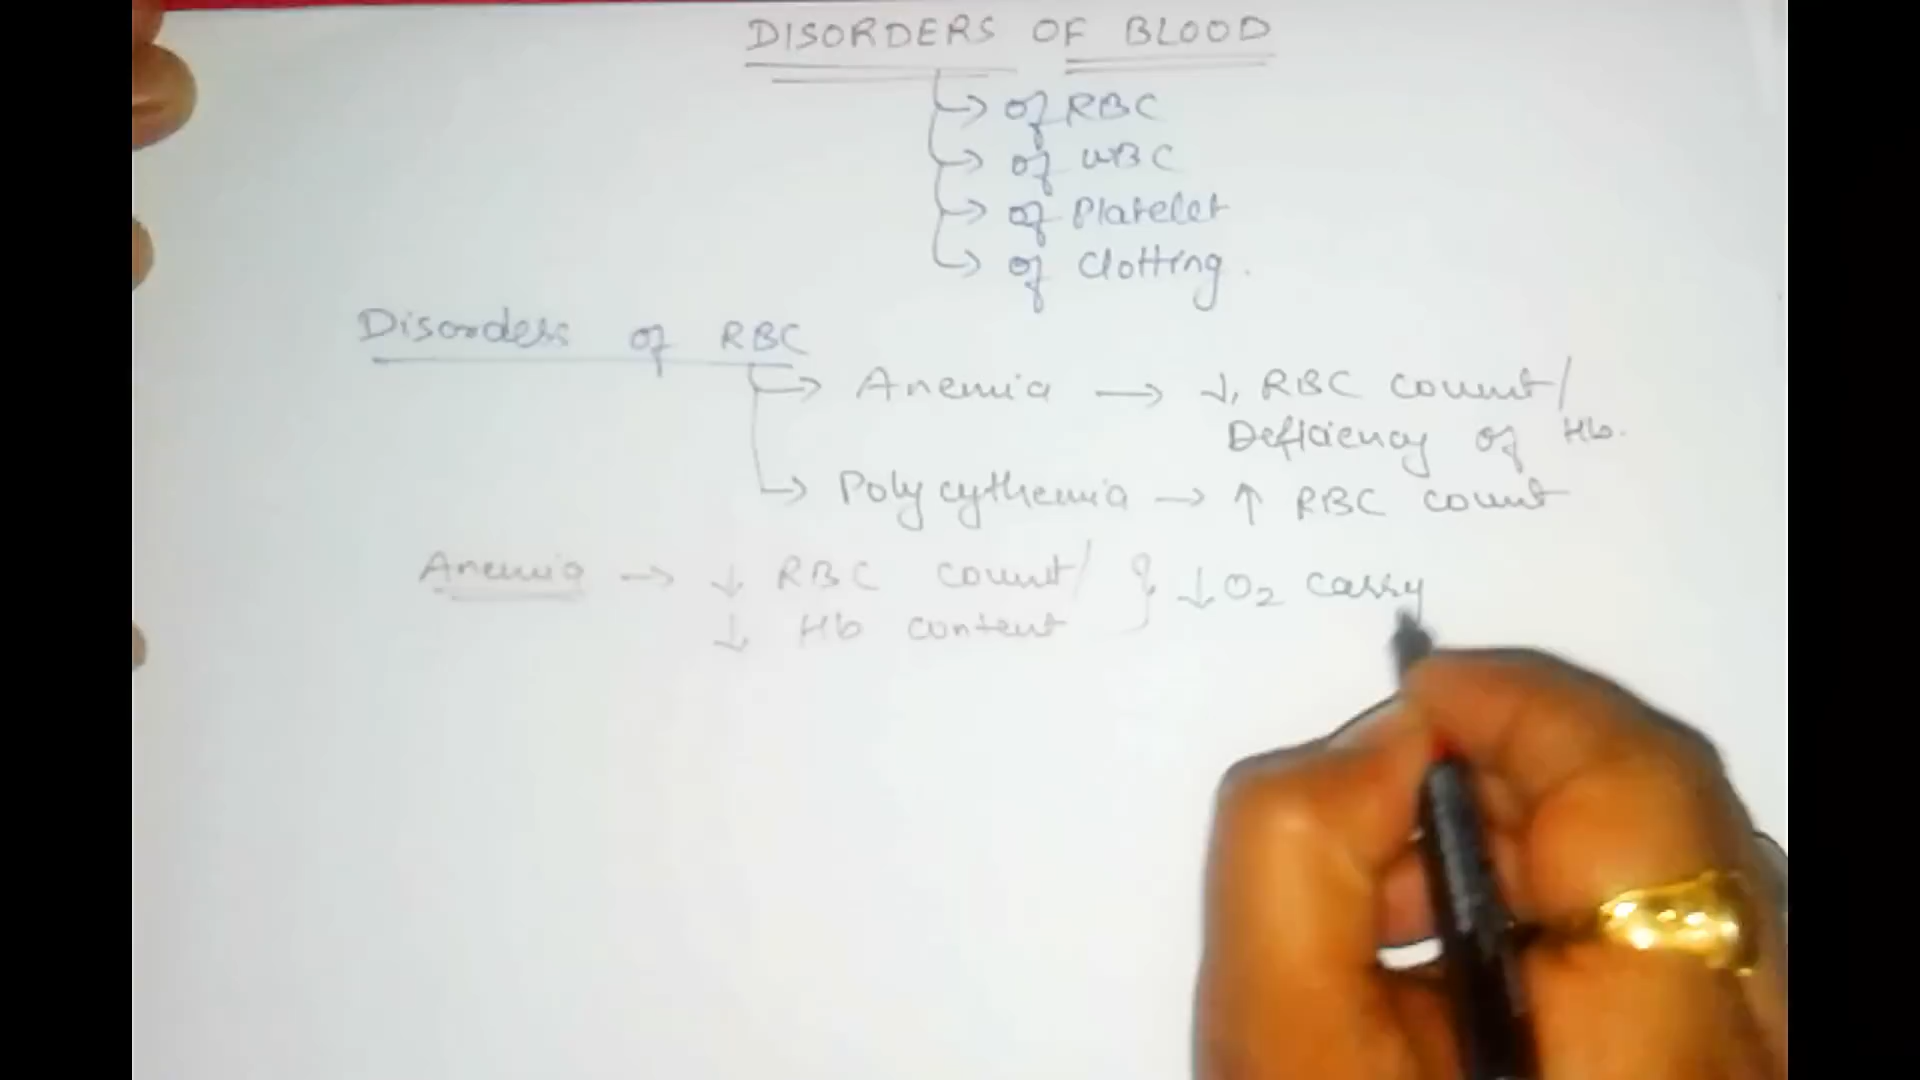 DISORDERS OF BLOOD
→ of RBC
→ of WBC
→ of Platelet
→ of Clotting.
Disorders of RBC
→ Anemia → ↓ RBC count/
Deficiency of Hb.
→ Polycythemia → ↑ RBC count
Anemia → ↓ RBC count/ } ↓ O2 carry
↓ Hb content